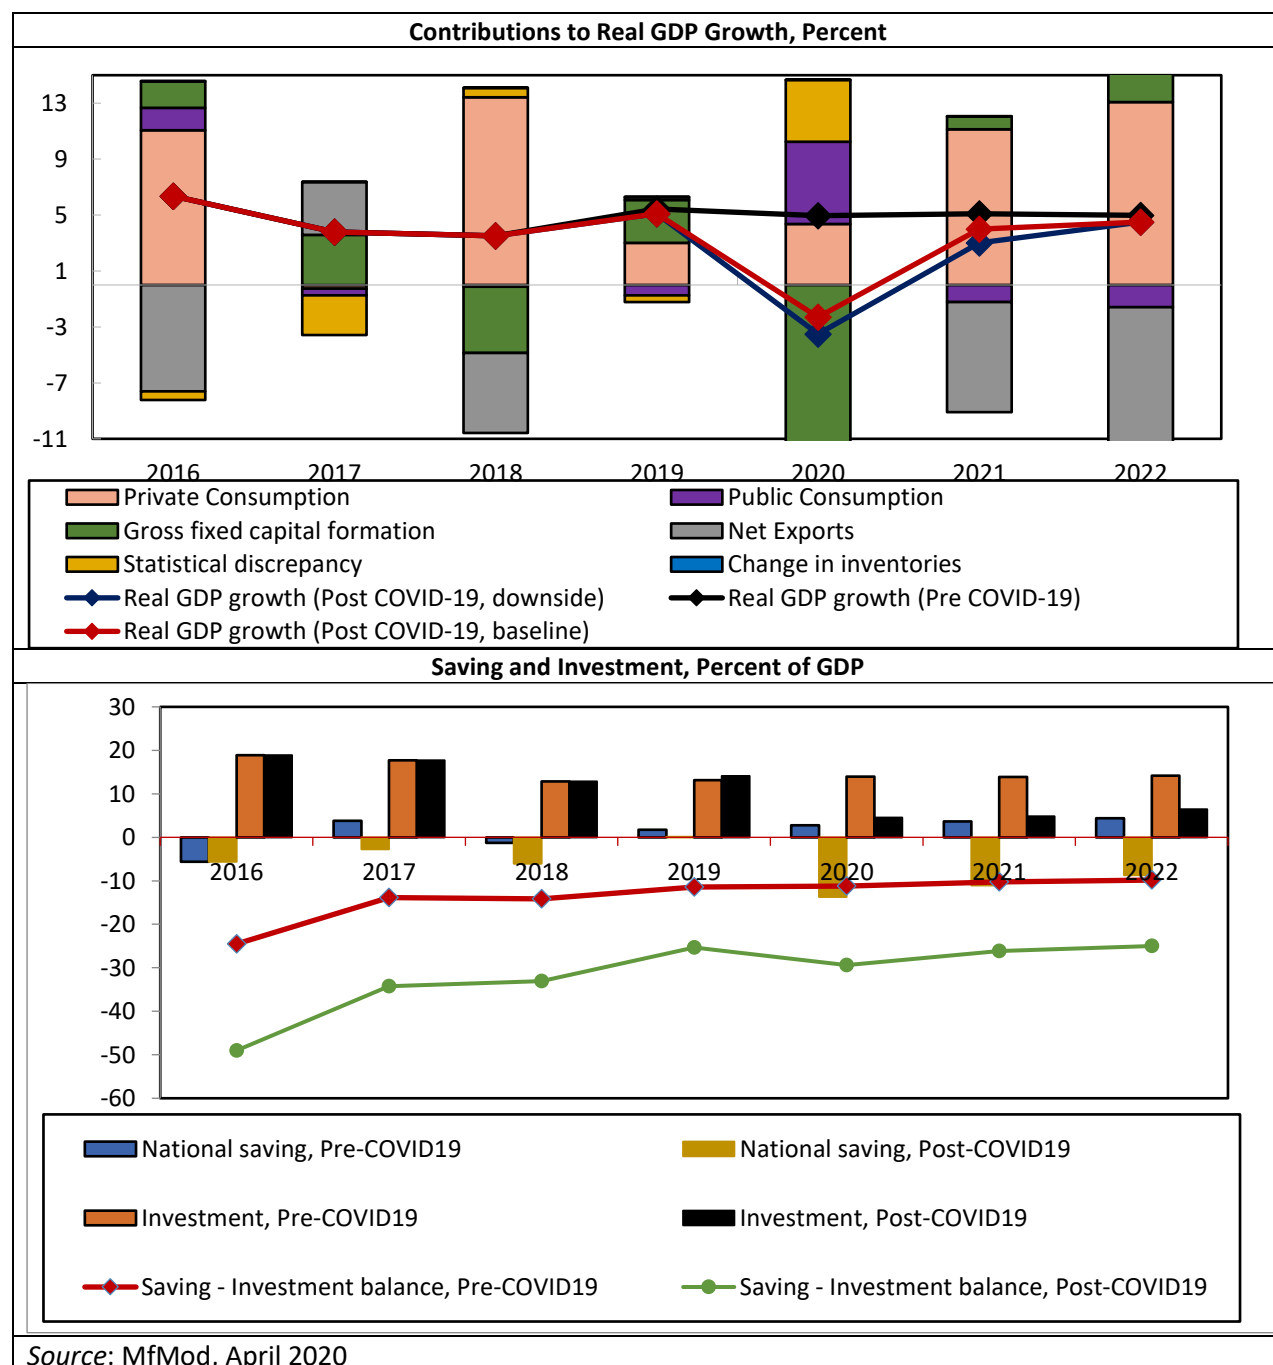 Contributions to Real GDP Growth, Percent
13
9
5
1
-3
-7
-11
2016 2017 2018 2019 2020 2021 2022
Private Consumption Public Consumption
Gross fixed capital formation Net Exports
Statistical discrepancy Change in inventories
Real GDP growth (Post COVID-19, downside) Real GDP growth (Pre COVID-19)
Real GDP growth (Post COVID-19, baseline)
Saving and Investment, Percent of GDP
30
20
10
0
2016 2017 2018 2019 2020 2021 2022
-10
-20
-30
-40
-50
-60
National saving, Pre-COVID19 National saving, Post-COVID19
Investment, Pre-COVID19 Investment, Post-COVID19
Saving - Investment balance, Pre-COVID19 Saving - Investment balance, Post-COVID19
Source: MfMod, April 2020